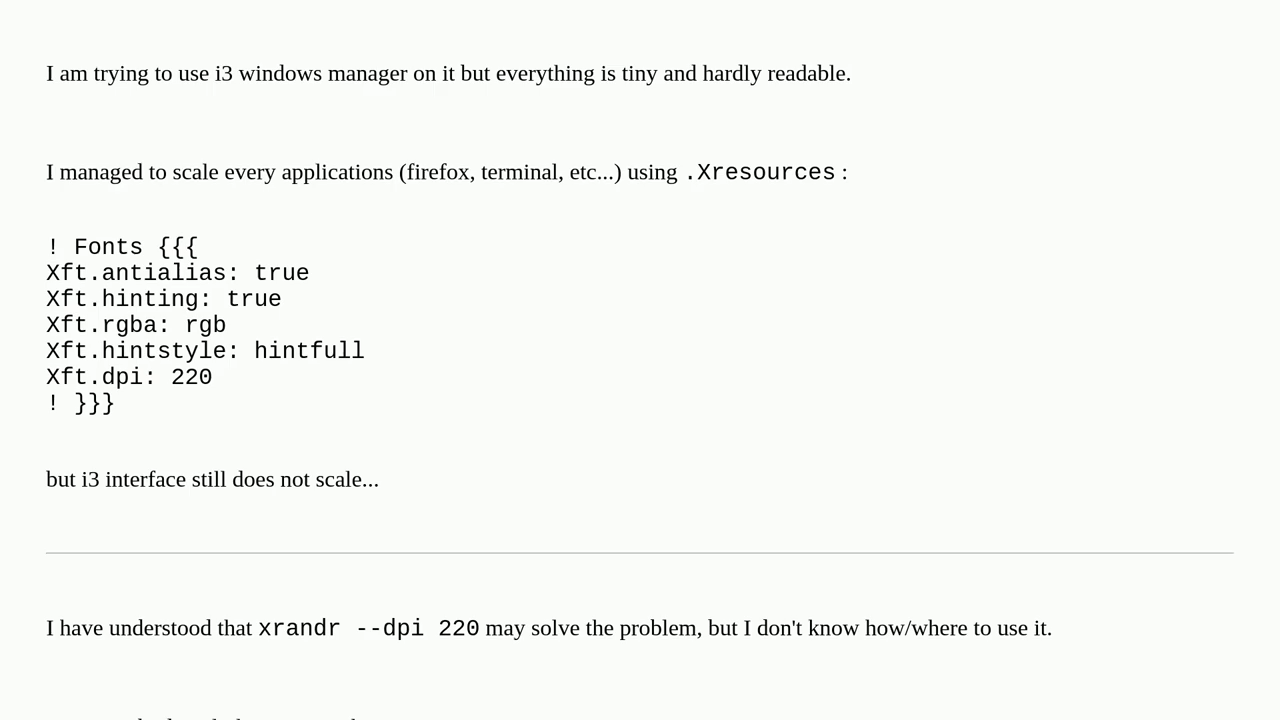 I am trying to use i3 windows manager on it but everything is tiny and hardly readable.
I managed to scale every applications (firefox, terminal, etc...) using .Xresources :
! Fonts {{{
Xft.antialias: true
Xft.hinting: true
Xft.rgba: rgb
Xft.hintstyle: hintfull
Xft.dpi: 220
! }}}
but i3 interface still does not scale...
I have understood that xrandr --dpi 220 may solve the problem, but I don't know how/where to use it.